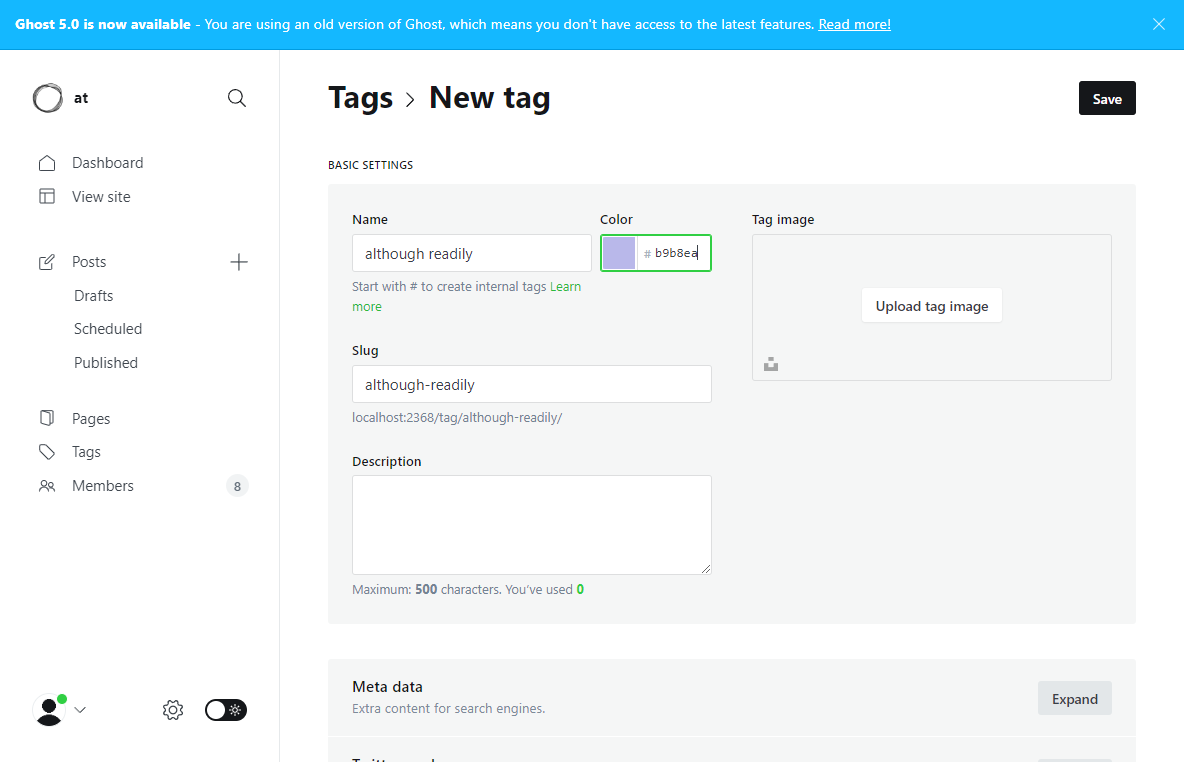 Ghost 5.0 is now available - You are using an old version of Ghost, which means you don't have access to the latest features. Read more!
at
Dashboard
View site
Posts
Drafts
Scheduled
Published
Pages
Tags
Members 8
Tags > New tag
Save
BASIC SETTINGS
Name
although readily
Start with # to create internal tags Learn
more
Color
# b9b8ea
Slug
although-readily
localhost:2368/tag/although-readily/
Description
Maximum: 500 characters. You’ve used 0
Tag image
Upload tag image
Meta data
Extra content for search engines.
Expand